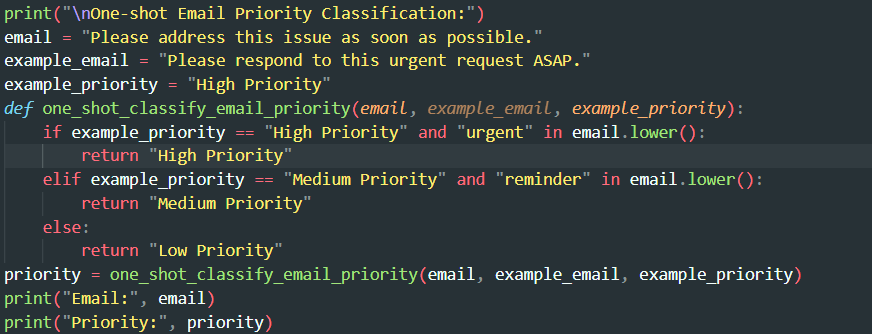 print("\nOne-shot Email Priority Classification:")
email = "Please address this issue as soon as possible."
example_email = "Please respond to this urgent request ASAP."
example_priority = "High Priority"
def one_shot_classify_email_priority(email, example_email, example_priority):
    if example_priority == "High Priority" and "urgent" in email.lower():
        return "High Priority"
    elif example_priority == "Medium Priority" and "reminder" in email.lower():
        return "Medium Priority"
    else:
        return "Low Priority"
priority = one_shot_classify_email_priority(email, example_email, example_priority)
print("Email:", email)
print("Priority:", priority)